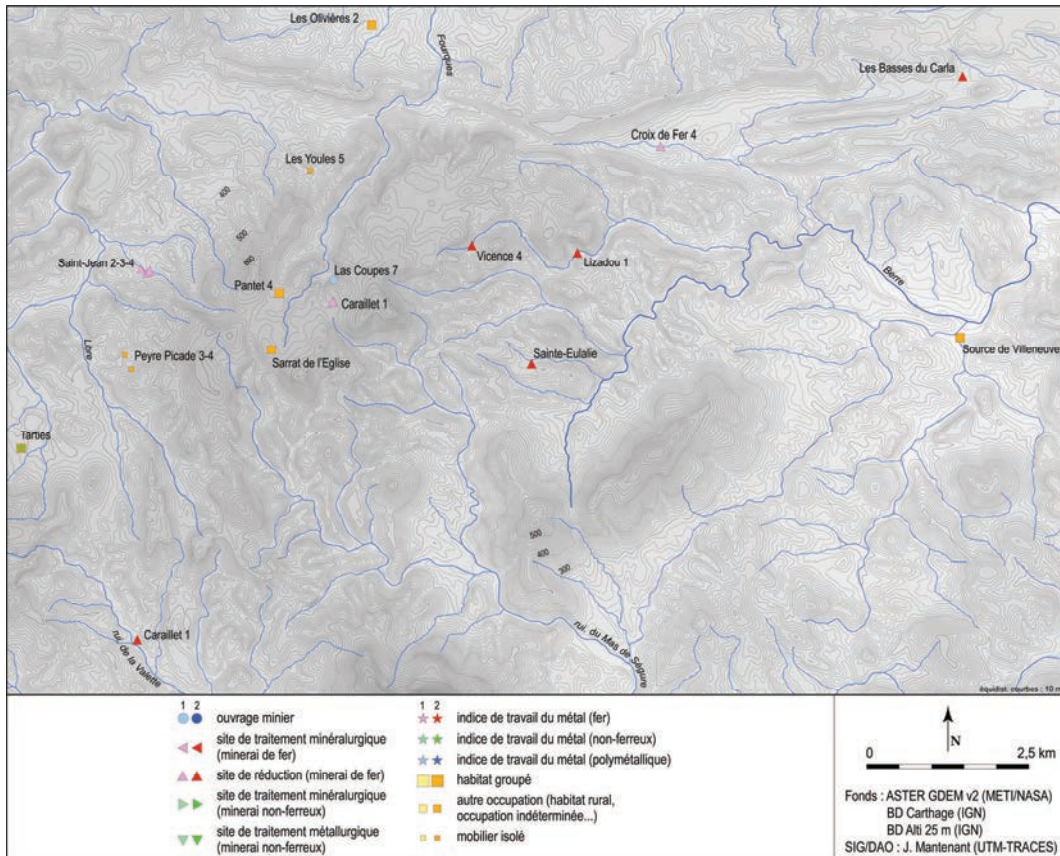 Les Olivières 2
Fourques
Les Basses du Carla
Croix de Fer 4
Les Youles 5
400
500
600
Saint-Jean 2-3-4
Vicence 4
Lizadou 1
Las Coupes 7
Pantet 4
Caraillet 1
Berre
Loire
Peyre Picade 3-4
Sarrat de l'Eglise
Sainte-Eulalie
Source de Villeneuve
500
400
300
Caraillet 1
rui. de la Valette
rui. du Mas de Ségure
équidist. courbes : 10 m
1 2
ouvrage minier
site de traitement minéralurgique
(minerai de fer)
site de réduction (minerai de fer)
site de traitement minéralurgique
(minerai non-ferreux)
site de traitement métallurgique
(minerai non-ferreux)
1 2
indice de travail du métal (fer)
indice de travail du métal (non-ferreux)
indice de travail du métal (polymétallique)
habitat groupé
autre occupation (habitat rural,
occupation indéterminée...)
mobilier isolé
N
0 2,5 km
Fonds : ASTER GDEM v2 (METI/NASA)
BD Carthage (IGN)
BD Alti 25 m (IGN)
SIG/DAO : J. Mantenant (UTM-TRACES)